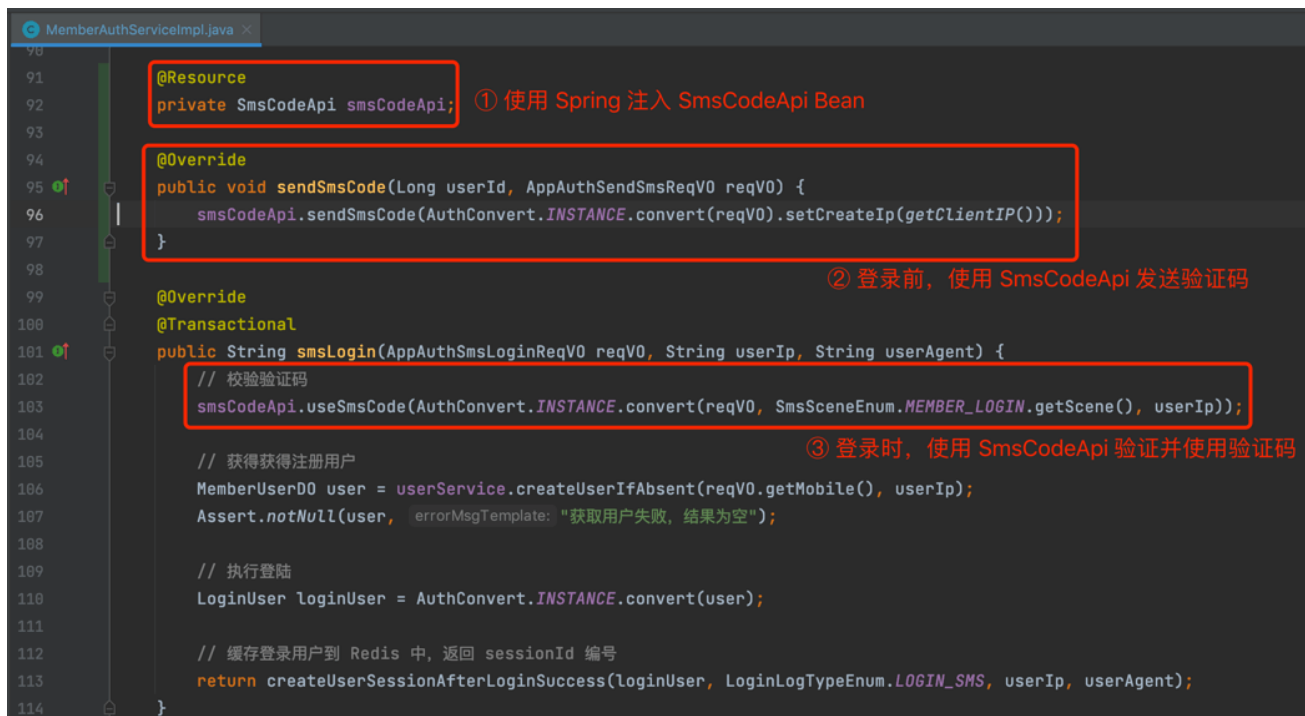 MemberAuthServiceImpl.java
90
91 @Resource
92 private SmsCodeApi smsCodeApi; ① 使用 Spring 注入 SmsCodeApi Bean
93
94 @Override
95 public void sendSmsCode(Long userId, AppAuthSendSmsReqVO reqVO) {
96 smsCodeApi.sendSmsCode(AuthConvert.INSTANCE.convert(reqVO).setCreateIp(getClientIP()));
97 }
98
② 登录前，使用 SmsCodeApi 发送验证码
99 @Override
100 @Transactional
101 public String smsLogin(AppAuthSmsLoginReqVO reqVO, String userIp, String userAgent) {
102 // 校验验证码
103 smsCodeApi.useSmsCode(AuthConvert.INSTANCE.convert(reqVO, SmsSceneEnum.MEMBER_LOGIN.getScene(), userIp));
104
③ 登录时，使用 SmsCodeApi 验证并使用验证码
105 // 获得获得注册用户
106 MemberUserDO user = userService.createUserIfAbsent(reqVO.getMobile(), userIp);
107 Assert.notNull(user, errorMsgTemplate: "获取用户失败，结果为空");
108
109 // 执行登陆
110 LoginUser loginUser = AuthConvert.INSTANCE.convert(user);
111
112 // 缓存登录用户到 Redis 中，返回 sessionId 编号
113 return createUserSessionAfterLoginSuccess(loginUser, LoginLogTypeEnum.LOGIN_SMS, userIp, userAgent);
114 }